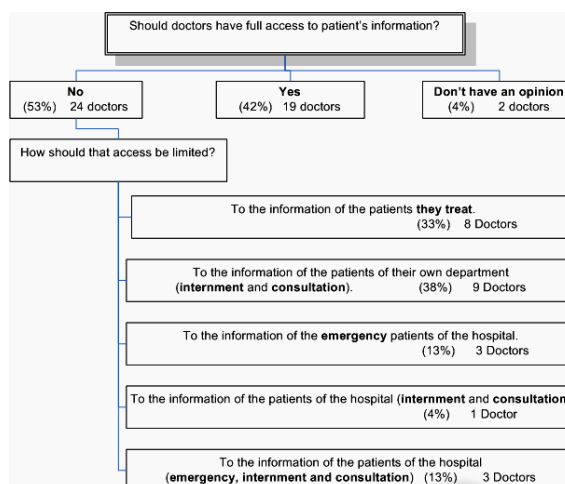 Should doctors have full access to patient's information?
No
(53%) 24 doctors
Yes
(42%) 19 doctors
Don't have an opinion
(4%) 2 doctors
How should that access be limited?
To the information of the patients they treat.
(33%) 8 Doctors
To the information of the patients of their own department
(internment and consultation). (38%) 9 Doctors
To the information of the emergency patients of the hospital.
(13%) 3 Doctors
To the information of the patients of the hospital (internment and consultation
(4%) 1 Doctor
To the information of the patients of the hospital
(emergency, internment and consultation) (13%) 3 Doctors